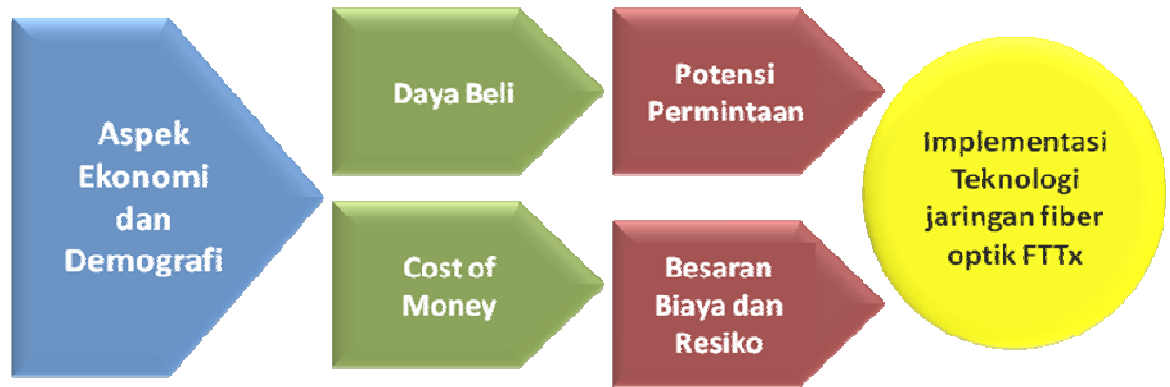 Aspek
Ekonomi
dan
Demografi
Daya Beli
Potensi
Permintaan
Cost of
Money
Besaran
Biaya dan
Resiko
Implementasi
Teknologi
jaringan fiber
optik FTTx